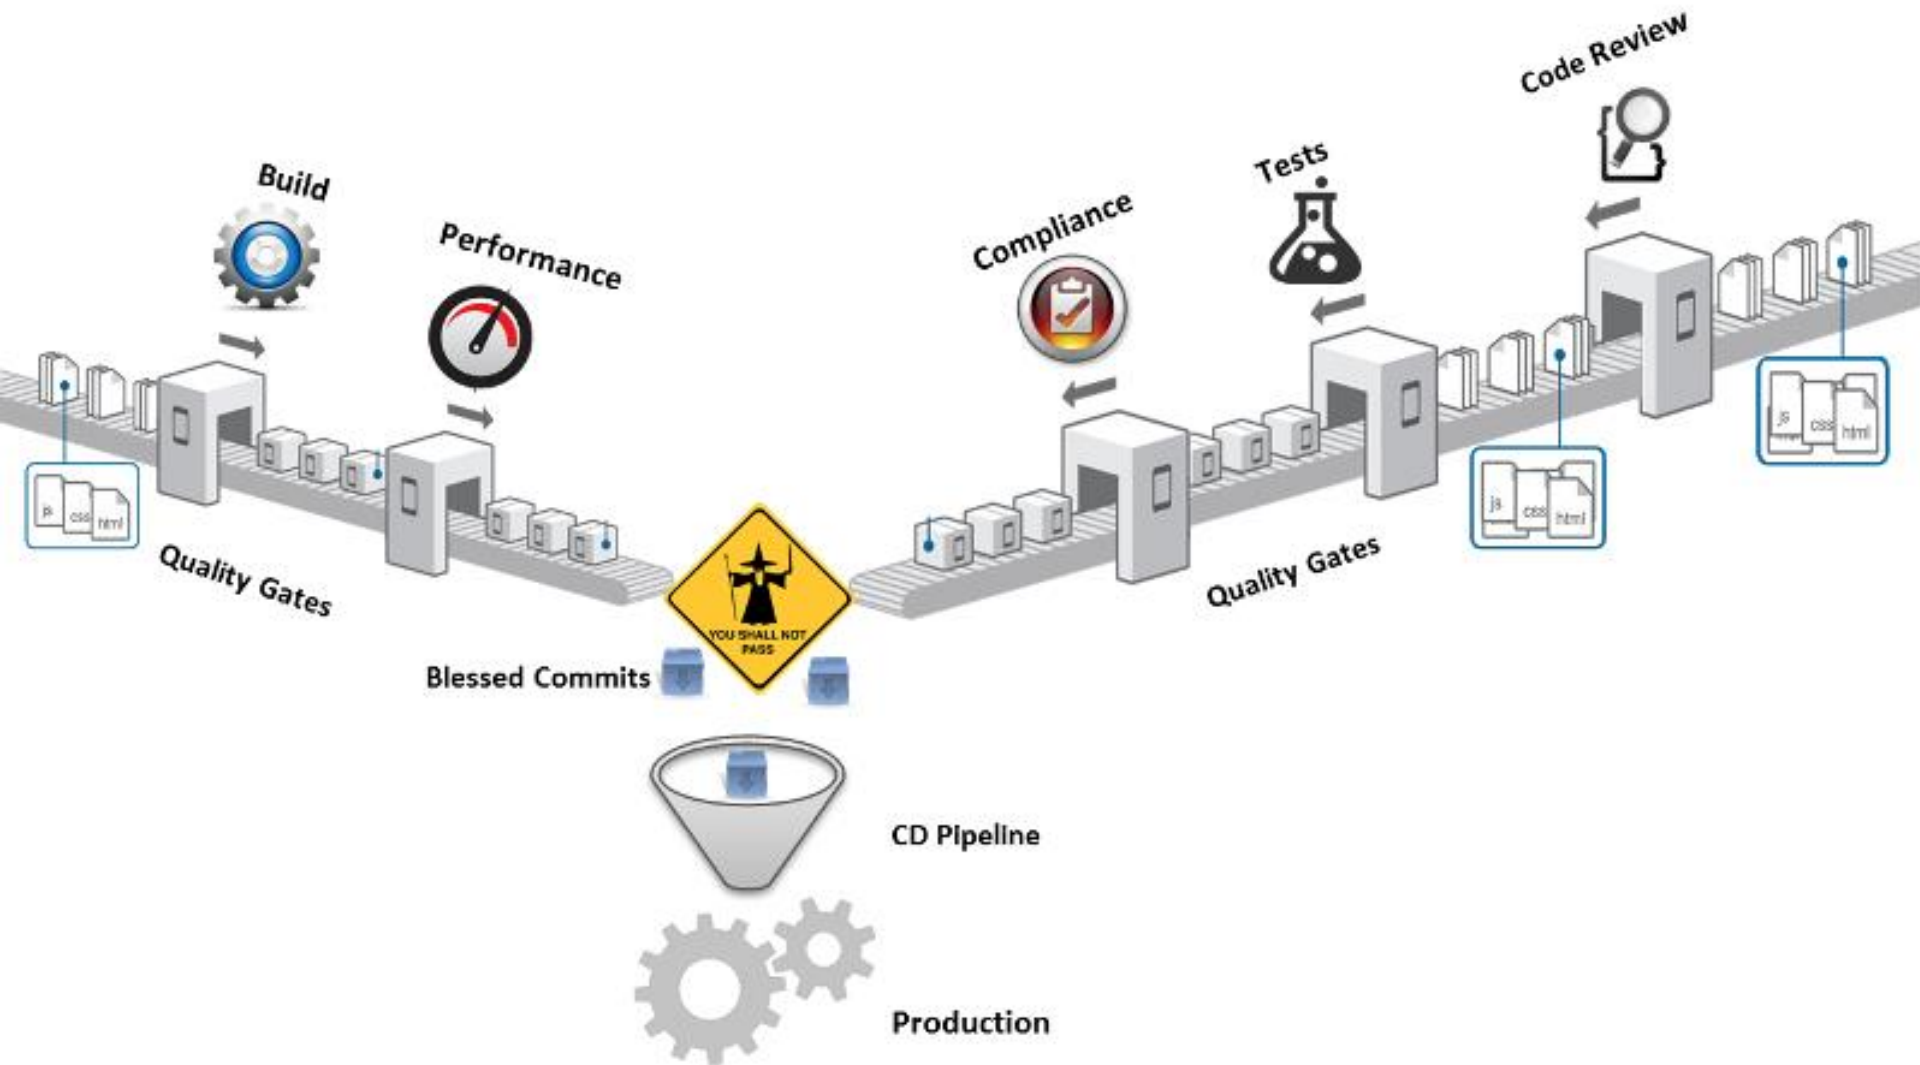 Code Review
Tests
Build
Compliance
Performance
js
css
html
js
css
html
js
css
html
Quality Gates
Quality Gates
YOU SHALL NOT
PASS
Blessed Commits
CD Pipeline
Production